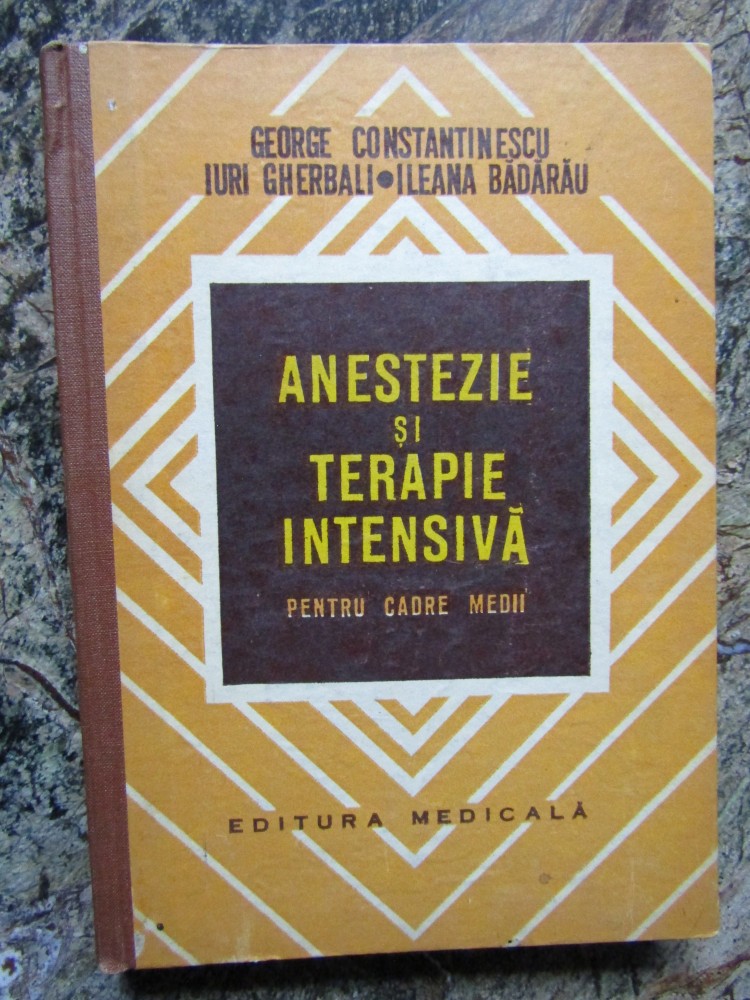 GEORGE CONSTANTINESCU
IURI GHERBALI•ILEANA BĂDĂRĂU
ANESTEZIE
ȘI
TERAPIE
INTENSIVĂ
PENTRU CADRE MEDII
EDITURA MEDICALĂ